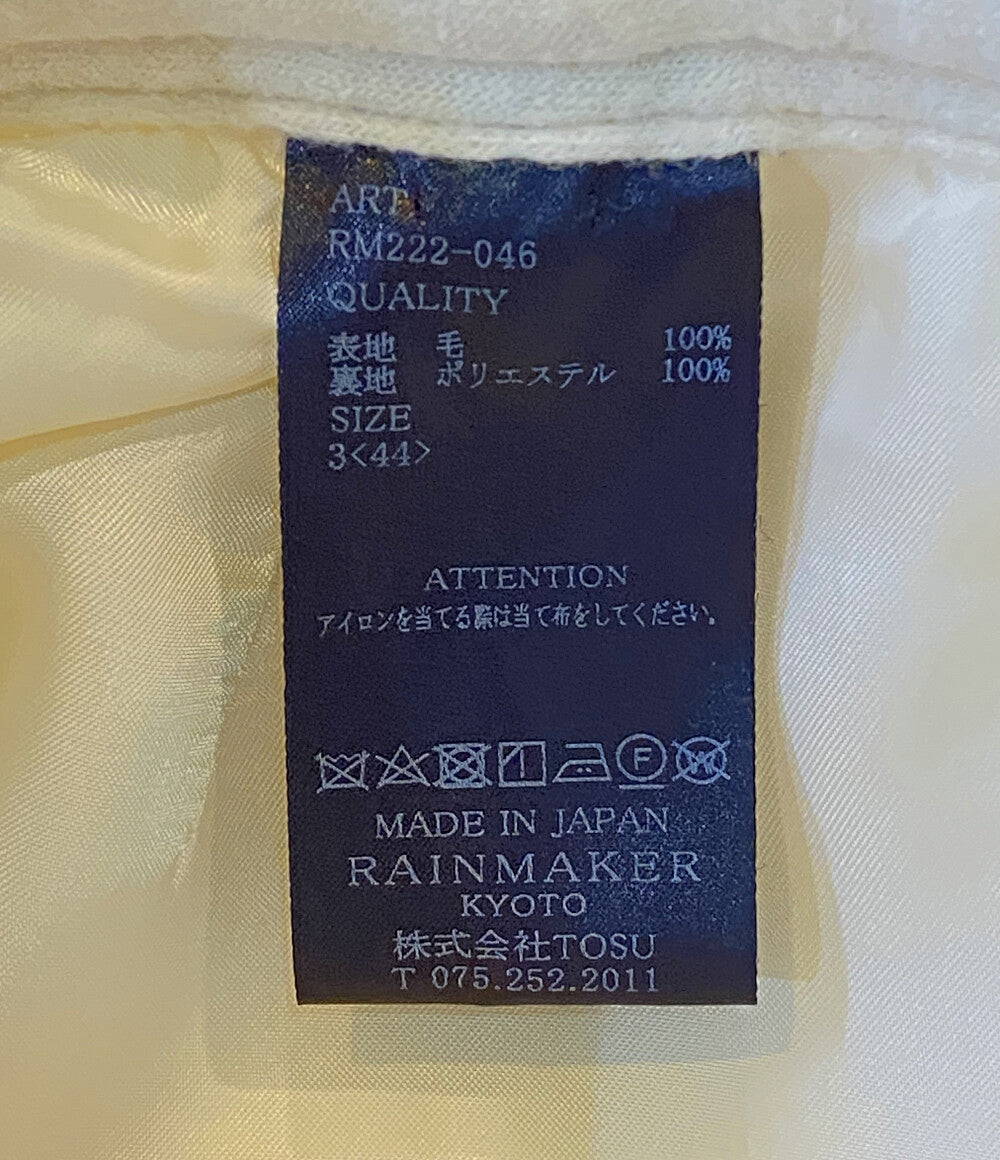 ART.
RM222-046
QUALITY
表地 毛 100%
裏地 ポリエステル 100%
SIZE
3<44>
ATTENTION
アイロンを当てる際は当て布をしてください。
F W
MADE IN JAPAN
RAINMAKER
KYOTO
株式会社TOSU
T 075.252.2011